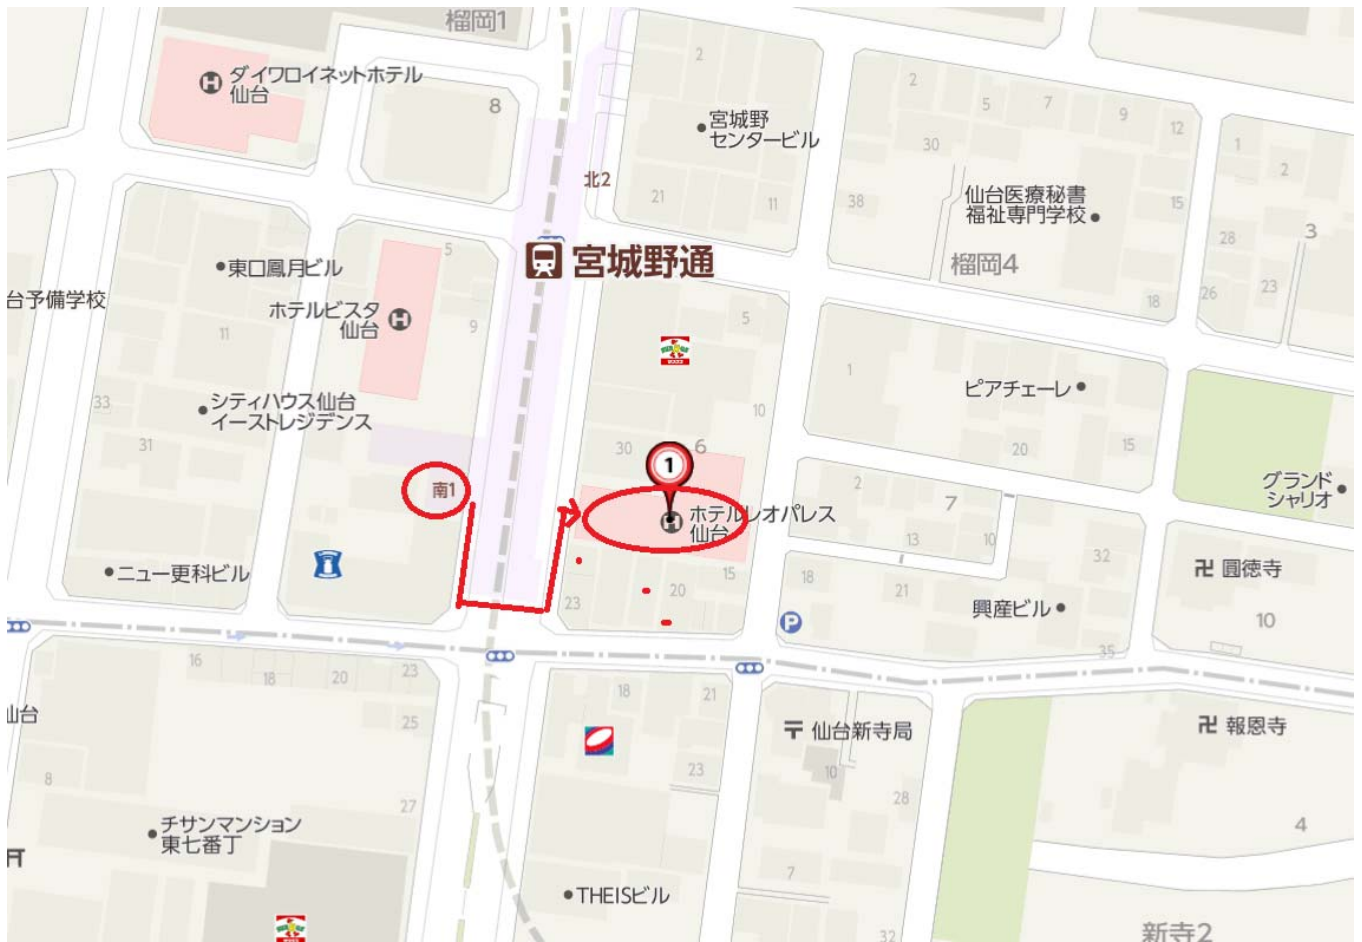 榴岡1
ダイワロイネットホテル
仙台
8
2
宮城野
センタービル
21
11
北2
2
5
7
9
12
30
38
仙台医療秘書
福祉専門学校
15
榴岡4
18
1
2
3
28
26
23
東口鳳月ビル
台予備学校
ホテルビスタ
仙台
5
9
11
宮城野通
33
シティハウス仙台
イーストレジデンス
31
南1
ニュー更科ビル
5
10
30
6
1
ホテルレオパレス
仙台
23
20
15
1
ピアチェーレ
20
15
2
7
13
10
グランド
シャリオ
18
21
32
興産ビル
35
P
卍 圓徳寺
10
16
18
20
23
仙台
25
8
27
チサンマンション
東七番丁
18
21
23
THEISビル
〒 仙台新寺局
10
28
7
32
卍 報恩寺
4
新寺2